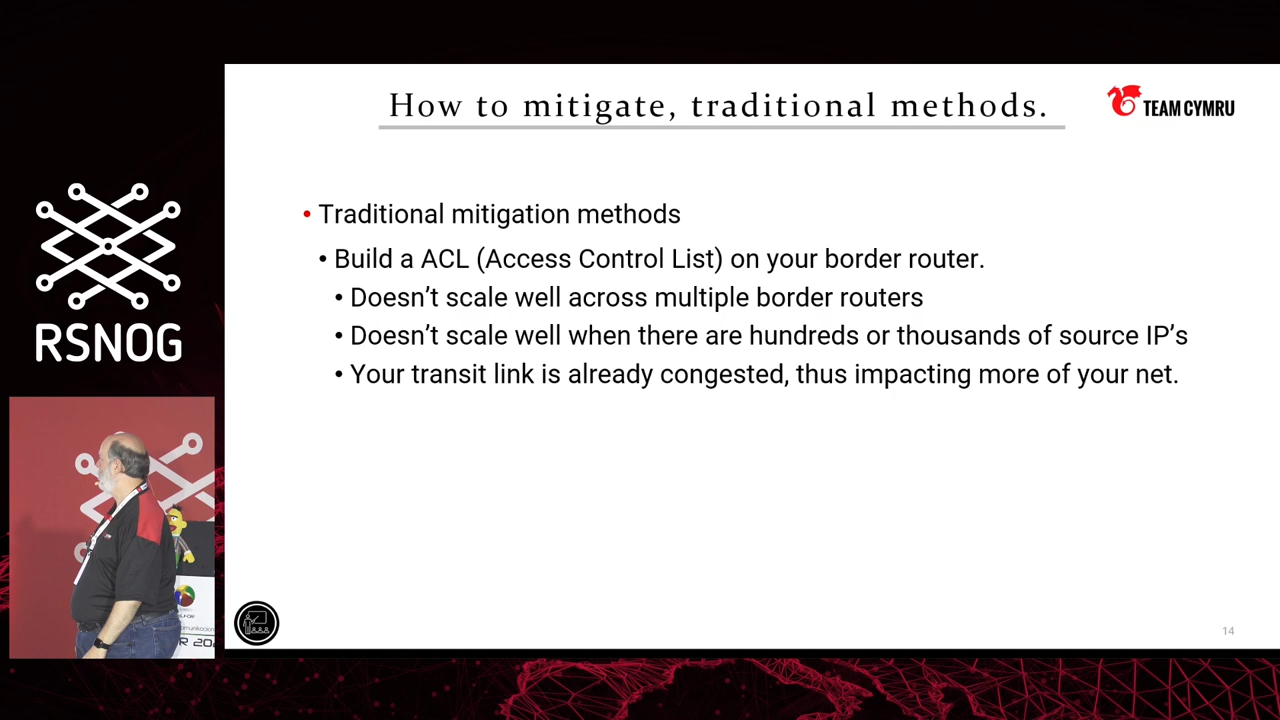 How to mitigate, traditional methods.
TEAM CYMRU
• Traditional mitigation methods
• Build a ACL (Access Control List) on your border router.
• Doesn’t scale well across multiple border routers
• Doesn’t scale well when there are hundreds or thousands of source IP’s
• Your transit link is already congested, thus impacting more of your net.
RSNOG
14